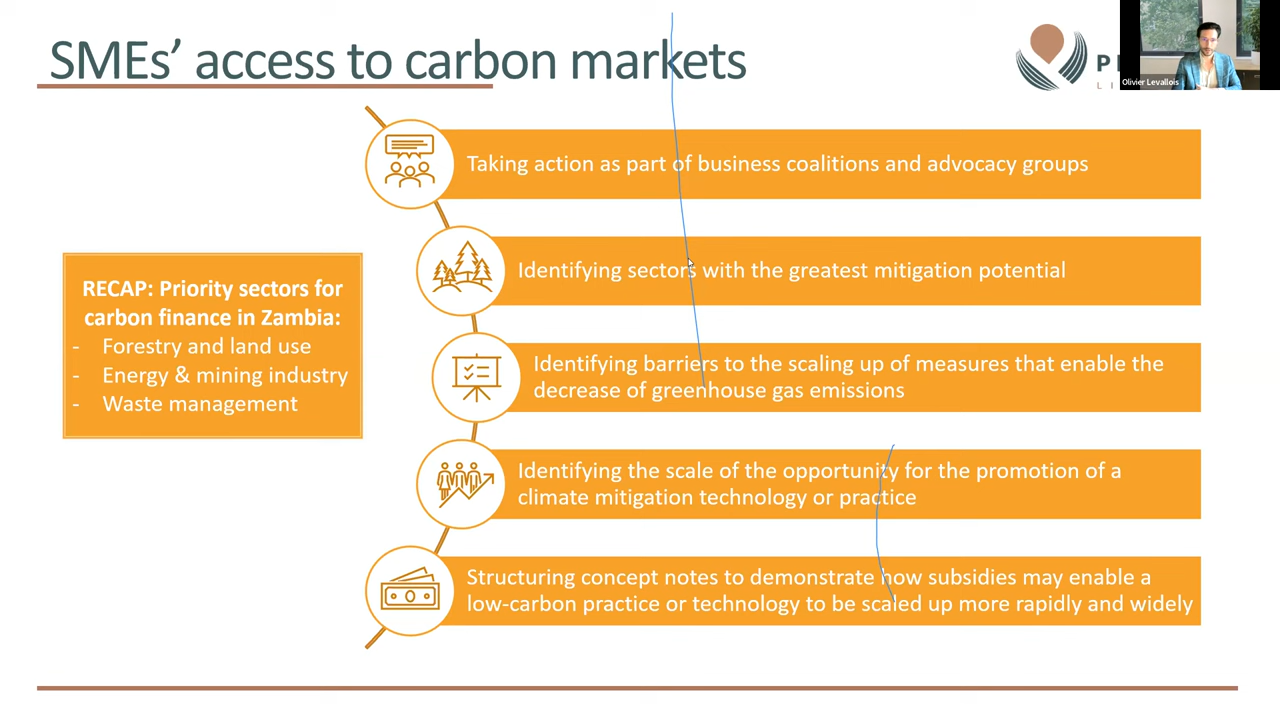 SMEs’ access to carbon markets
Olivier Levallois
Taking action as part of business coalitions and advocacy groups
Identifying sectors with the greatest mitigation potential
RECAP: Priority sectors for
carbon finance in Zambia:
- Forestry and land use
- Energy & mining industry
- Waste management
Identifying barriers to the scaling up of measures that enable the
decrease of greenhouse gas emissions
Identifying the scale of the opportunity for the promotion of a
climate mitigation technology or practice
Structuring concept notes to demonstrate how subsidies may enable a
low-carbon practice or technology to be scaled up more rapidly and widely